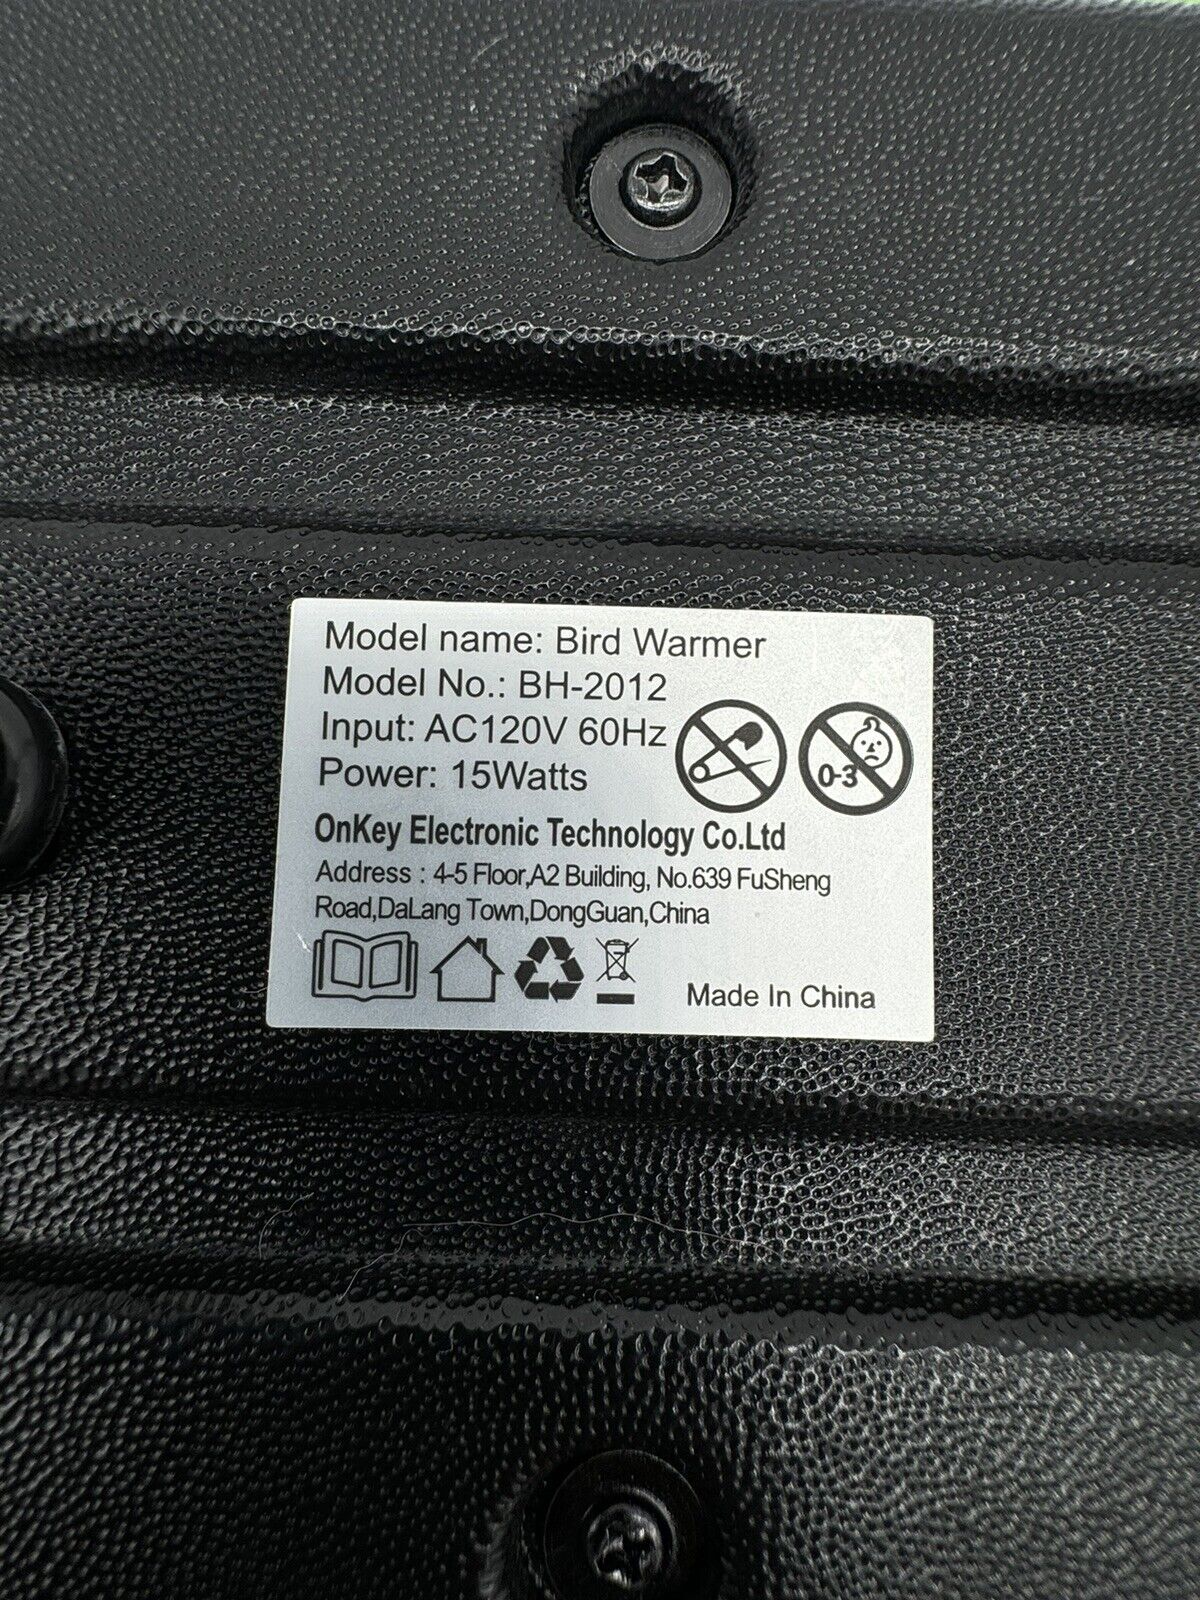 Model name: Bird Warmer
Model No.: BH-2012
Input: AC120V 60Hz
Power: 15Watts
0-3
OnKey Electronic Technology Co.Ltd
Address : 4-5 Floor,A2 Building, No.639 FuSheng
Road,DaLang Town,DongGuan,China
Made In China